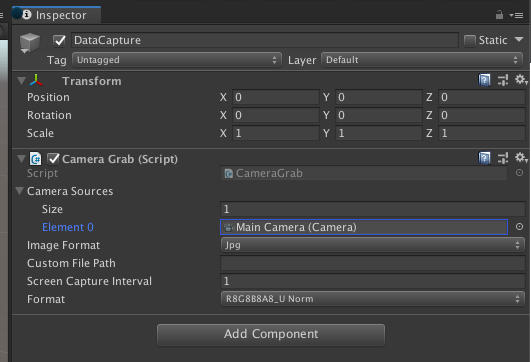 Inspector
DataCapture Static
Tag Untagged Layer Default
Transform
Position X 0 Y 0 Z 0
Rotation X 0 Y 0 Z 0
Scale X 1 Y 1 Z 1
Camera Grab (Script)
Script CameraGrab
Camera Sources
Size 1
Element 0 Main Camera (Camera)
Image Format Jpg
Custom File Path
Screen Capture Interval 1
Format R8G8B8A8_U Norm
Add Component